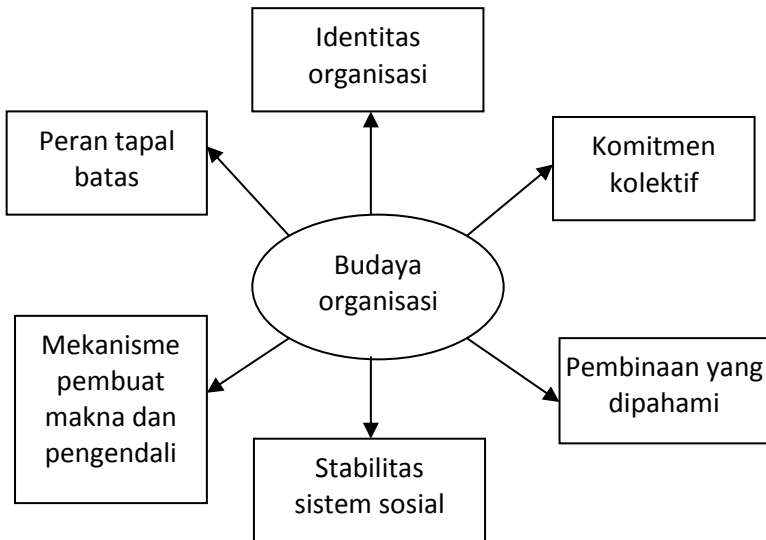 Identitas
organisasi
Peran tapal
batas
Komitmen
kolektif
Budaya
organisasi
Mekanisme
pembuat
makna dan
pengendali
Pembinaan yang
dipahami
Stabilitas
sistem sosial